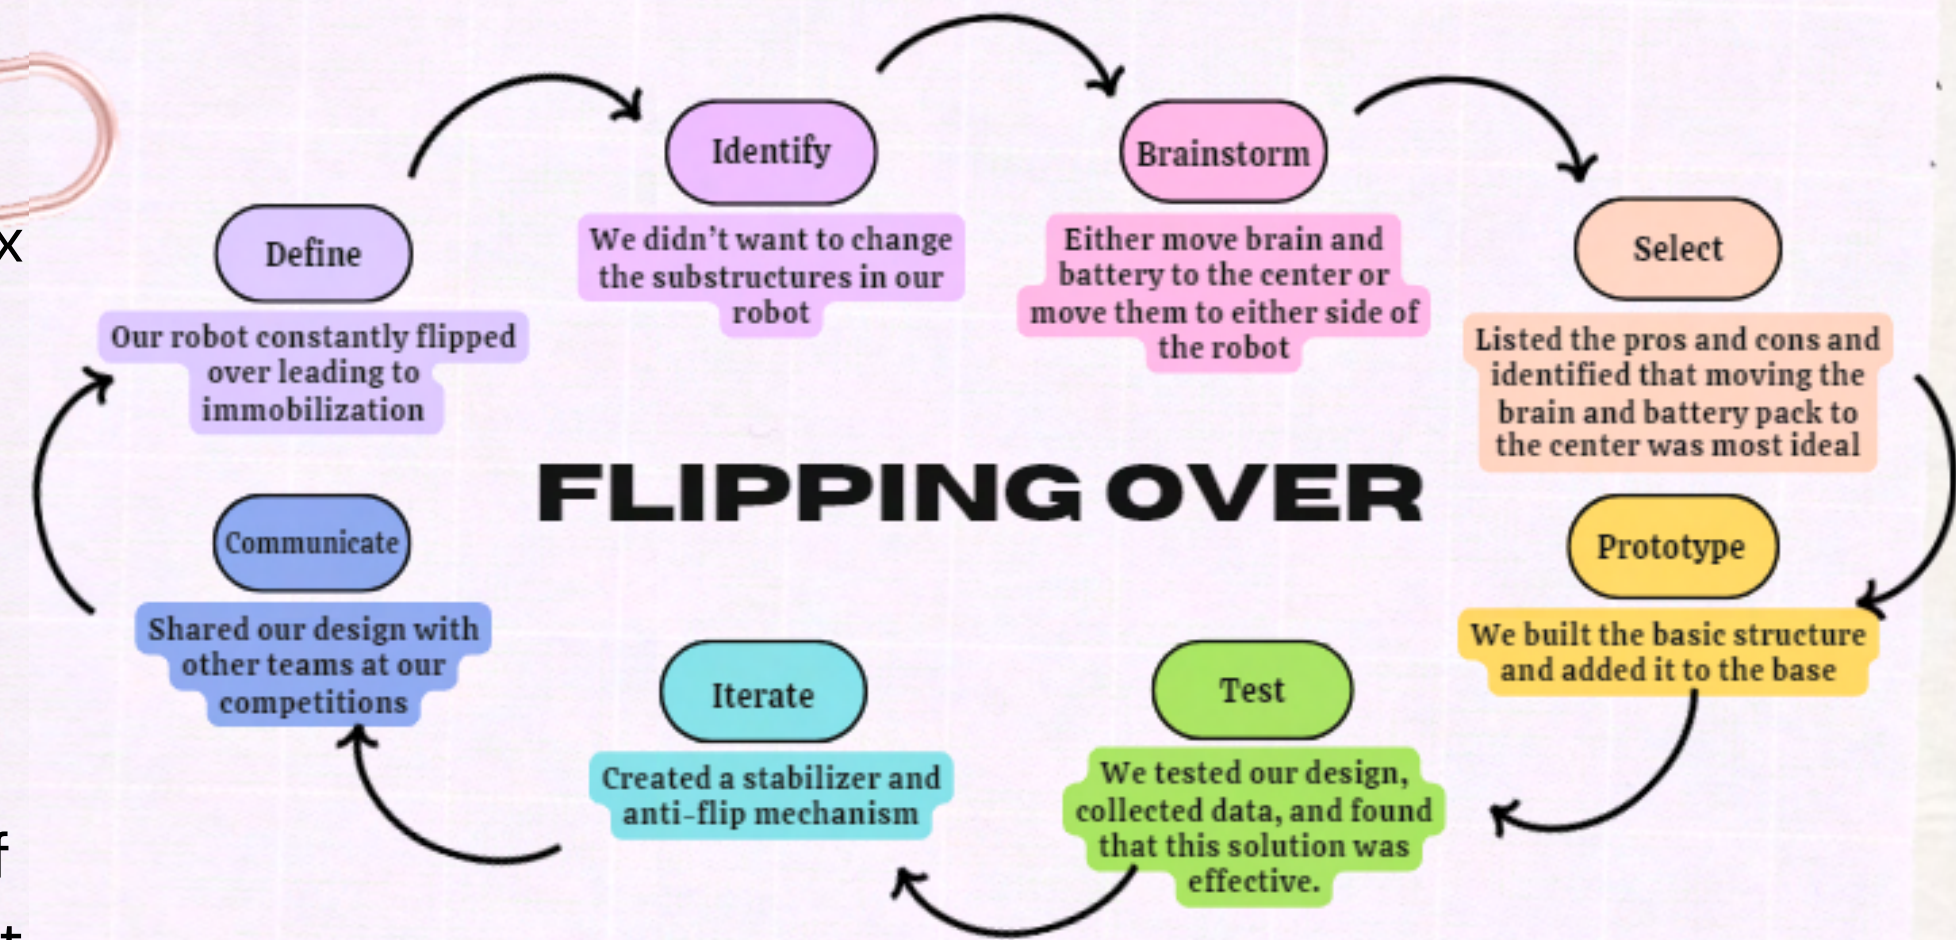 Define
Our robot constantly flipped
over leading to
immobilization
Identify
We didn't want to change
the substructures in our
robot
Brainstorm
Either move brain and
battery to the center or
move them to either side of
the robot
Select
Listed the pros and cons and
identified that moving the
brain and battery pack to
the center was most ideal
Prototype
We built the basic structure
and added it to the base
Test
We tested our design,
collected data, and found
that this solution was
effective.
Iterate
Created a stabilizer and
anti-flip mechanism
Communicate
Shared our design with
other teams at our
competitions
FLIPPING OVER
x